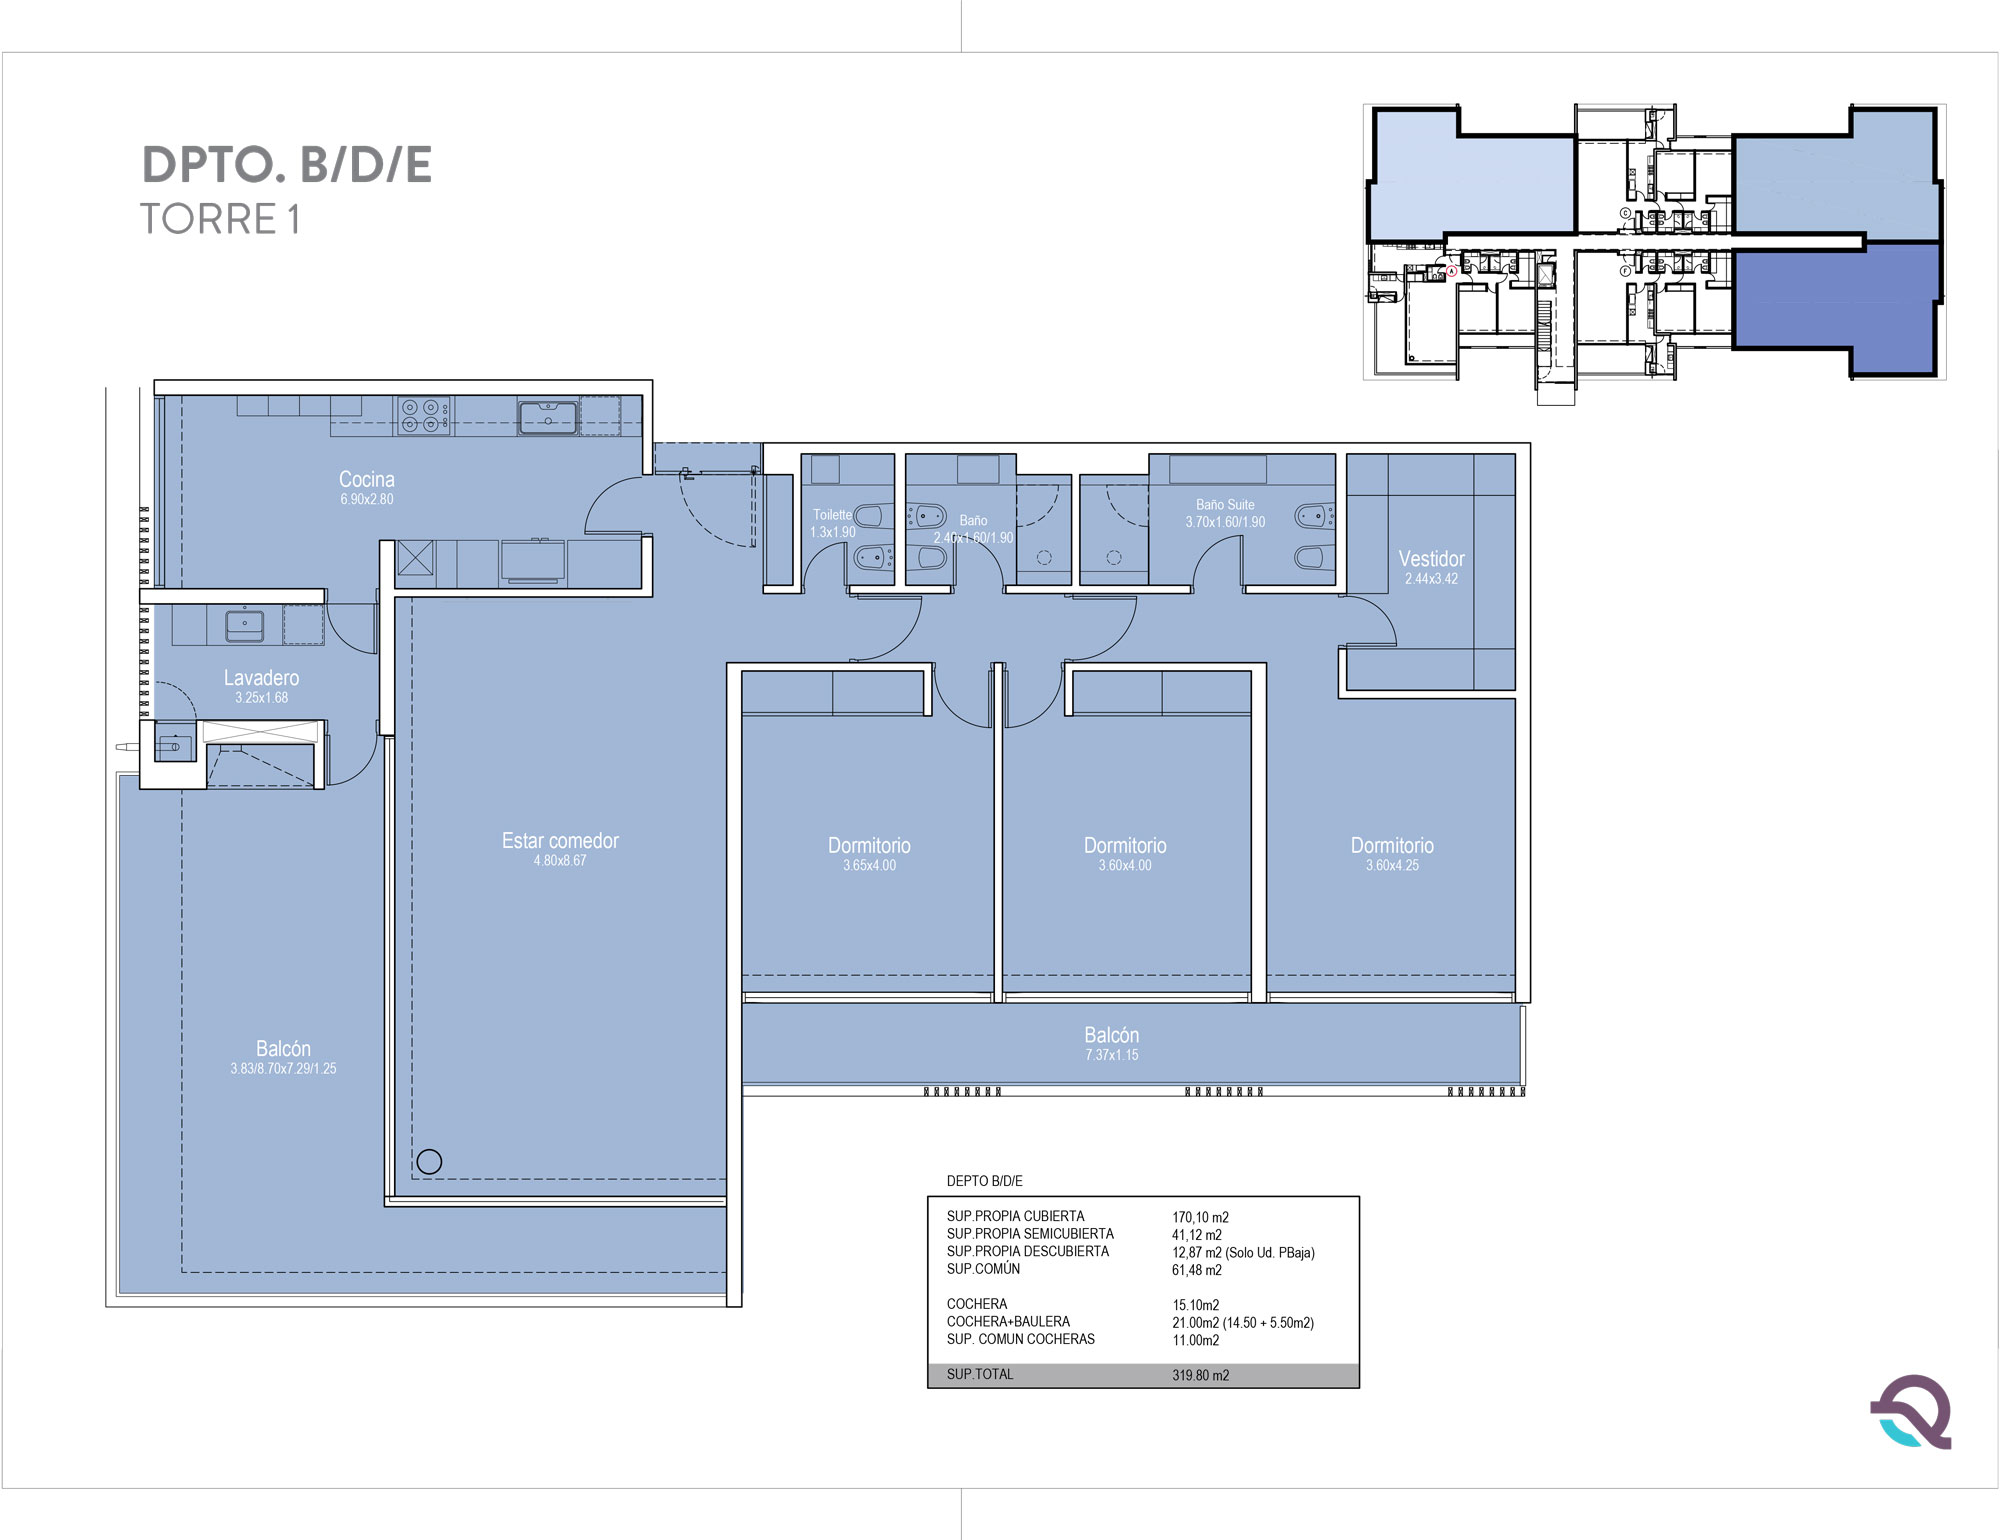 DPTO. B/D/E
TORRE 1
C
A
F
Cocina
6.90x2.80
Toilette
1.3x1.90
Baño
2.40x1.60/1.90
Baño Suite
3.70x1.60/1.90
Vestidor
2.44x3.42
Lavadero
3.25x1.68
Estar comedor
4.80x8.67
Dormitorio
3.65x4.00
Dormitorio
3.60x4.00
Dormitorio
3.60x4.25
Balcón
3.83/8.70x7.29/1.25
Balcón
7.37x1.15
DEPTO B/D/E
SUP.PROPIA CUBIERTA 170,10 m2
SUP.PROPIA SEMICUBIERTA 41,12 m2
SUP.PROPIA DESCUBIERTA 12,87 m2 (Solo Ud. PBaja)
SUP.COMÚN 61,48 m2
COCHERA 15.10m2
COCHERA+BAULERA 21.00m2 (14.50 + 5.50m2)
SUP. COMUN COCHERAS 11.00m2
SUP.TOTAL 319.80 m2